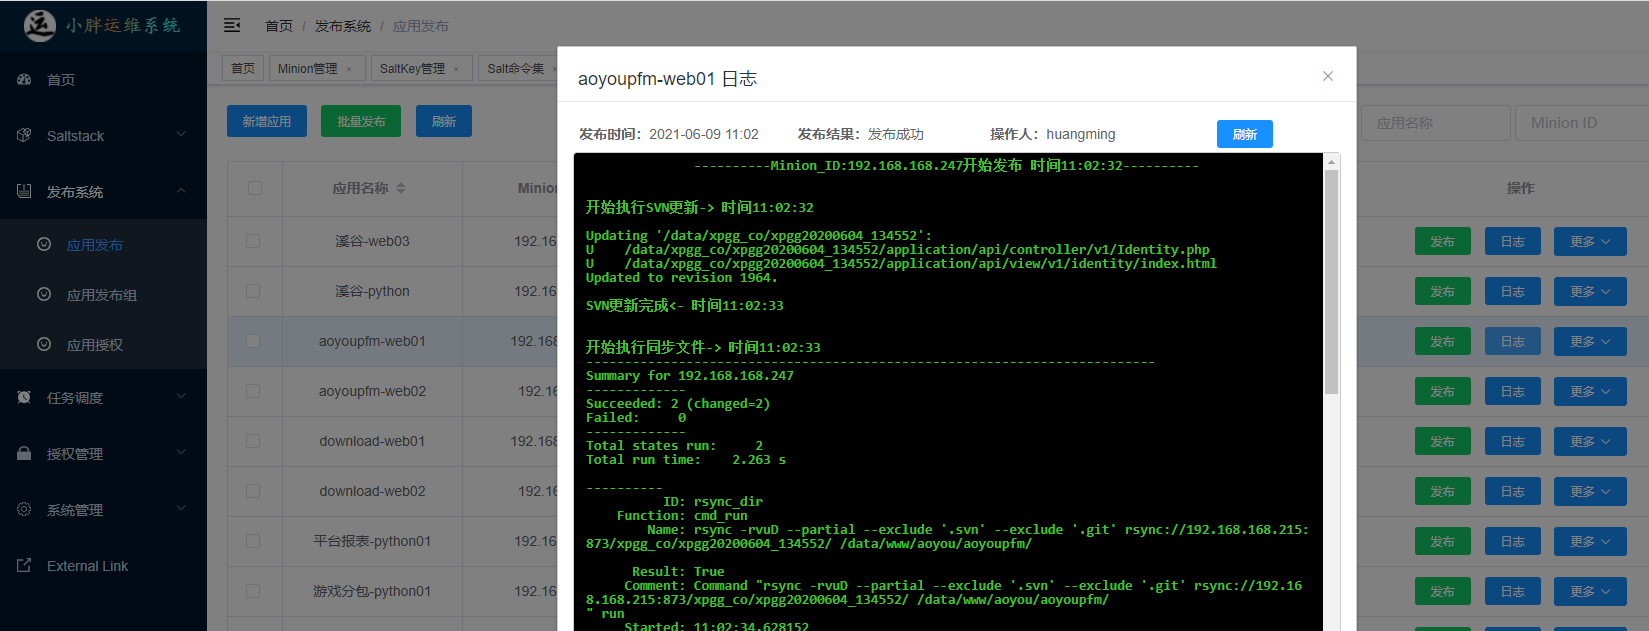 运 小胖运维系统
首页 / 发布系统 / 应用发布
首页
Saltstack
发布系统
应用发布
应用发布组
应用授权
任务调度
授权管理
系统管理
External Link
首页 Minion管理 × SaltKey管理 × Salt命令集 ×
新增应用 批量发布 刷新
应用名称 Minion ID
应用名称 Minion 操作
溪谷-web03 192.16 发布 日志 更多
溪谷-python 192.16 发布 日志 更多
aoyoupfm-web01 192.168 发布 日志 更多
aoyoupfm-web02 192.16 发布 日志 更多
download-web01 192.168 发布 日志 更多
download-web02 192.16 发布 日志 更多
平台报表-python01 192.16 发布 日志 更多
游戏分包-python01 192.16 发布 日志 更多
aoyoupfm-web01 日志 ×
发布时间：2021-06-09 11:02 发布结果：发布成功 操作人：huangming 刷新
----------Minion_ID:192.168.168.247开始发布 时间11:02:32----------
开始执行SVN更新-> 时间11:02:32
Updating '/data/xpgg_co/xpgg20200604_134552':
U    /data/xpgg_co/xpgg20200604_134552/application/api/controller/v1/Identity.php
U    /data/xpgg_co/xpgg20200604_134552/application/api/view/v1/identity/index.html
Updated to revision 1964.
SVN更新完成<- 时间11:02:33
开始执行同步文件-> 时间11:02:33
--------------------------------------------------------------------------
Summary for 192.168.168.247
-------------
Succeeded: 2 (changed=2)
Failed:     0
-------------
Total states run:     2
Total run time:    2.263 s
----------
ID: rsync_dir
Function: cmd_run
Name: rsync -rvuD --partial --exclude '.svn' --exclude '.git' rsync://192.168.168.215:
873/xpgg_co/xpgg20200604_134552/ /data/www/aoyou/aoyoupfm/
Result: True
Comment: Command "rsync -rvuD --partial --exclude '.svn' --exclude '.git' rsync://192.16
8.168.215:873/xpgg_co/xpgg20200604_134552/ /data/www/aoyou/aoyoupfm/
" run
Started: 11:02:34.628152